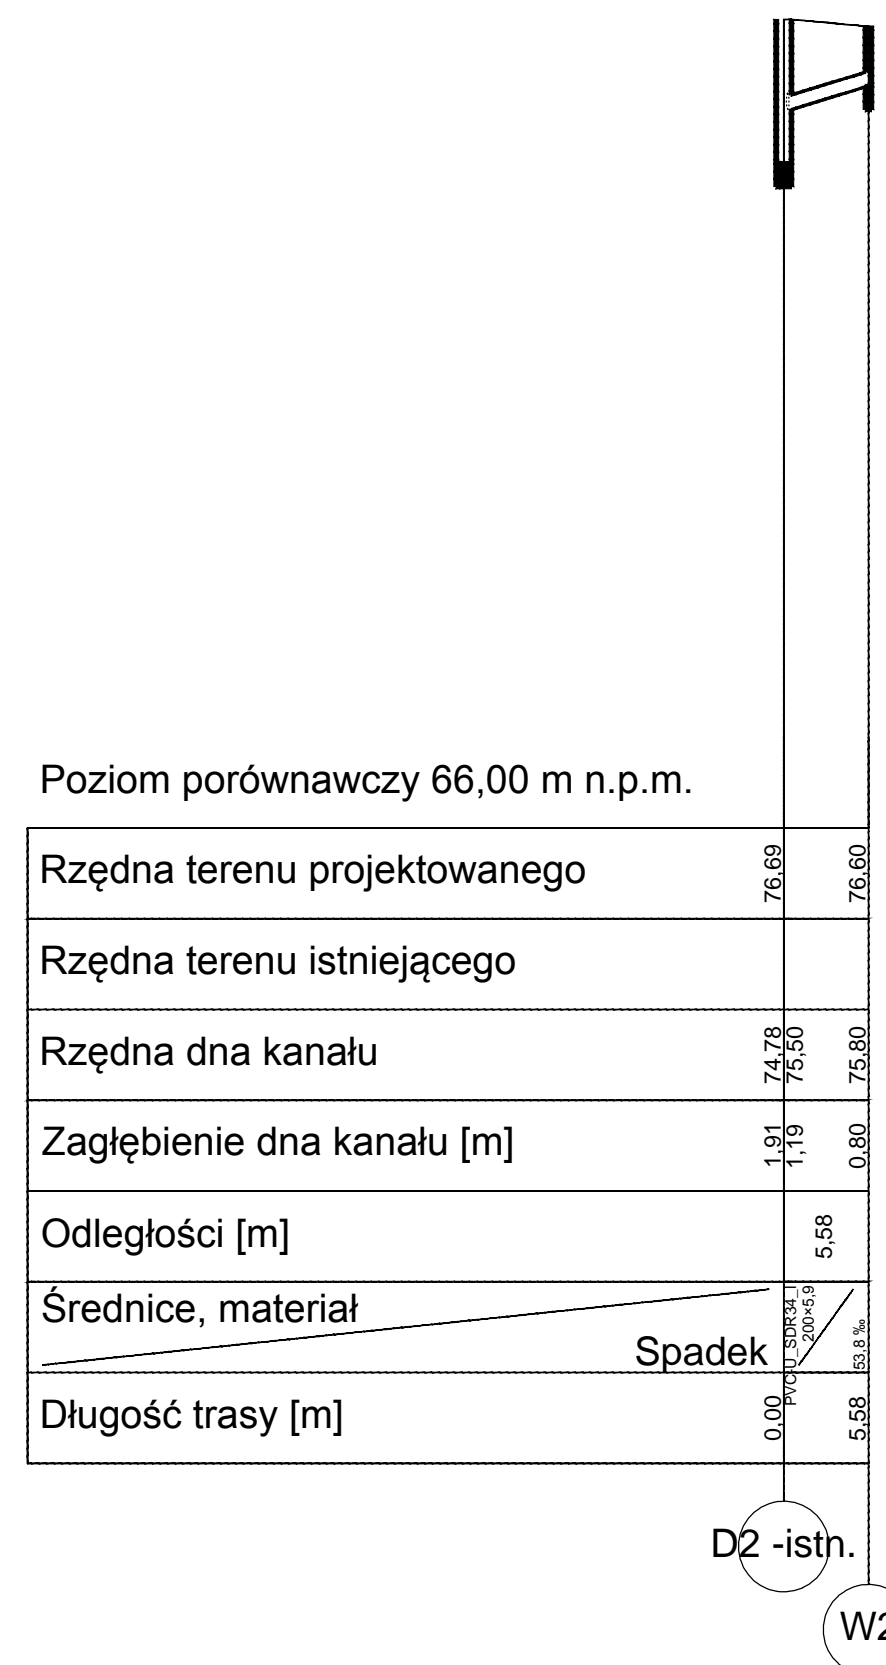 Poziom porównawczy 66,00 m n.p.m.
Rzędna terenu projektowanego
76,69
76,60
Rzędna terenu istniejącego
Rzędna dna kanału
74,78
75,50
75,80
Zagłębienie dna kanału [m]
1,91
1,19
0,80
Odległości [m]
5,58
Średnice, materiał
Spadek
200×5,9
53,8 ‰
Długość trasy [m]
0,00
5,58
D2 -istn.
W2